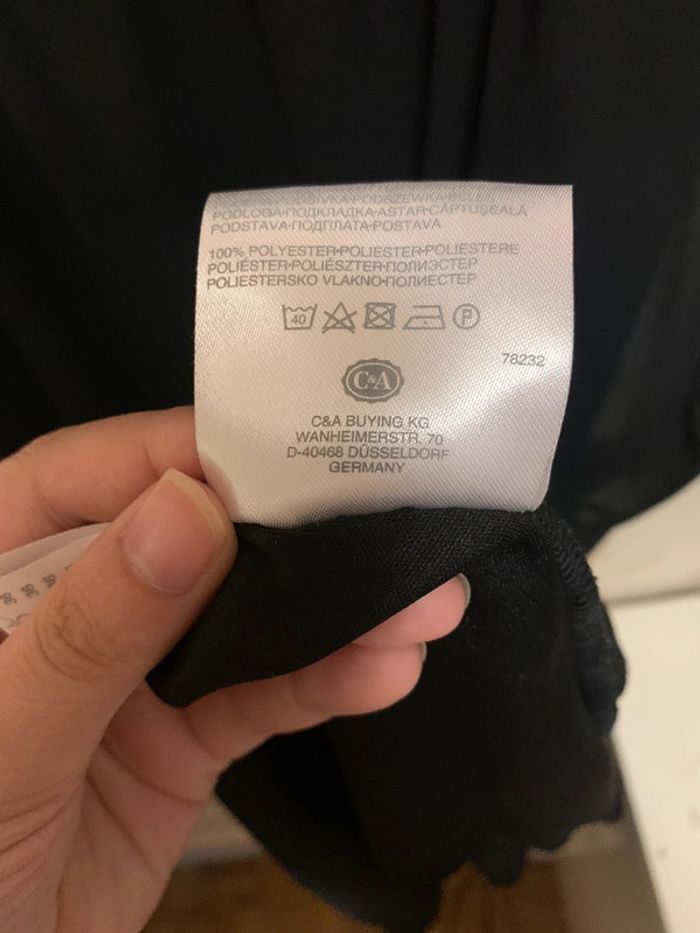 PODLOGA•ПОДКЛАДКА•ASTAR•CĂPTUŞEALĂ
PODSTAVA•ПОДПЛАТА•POSTAVA
100% POLYESTER•POLIESTER•POLIESTERE
POLIÉSTER•POLIÉSZTER•ПОЛИЭСТЕР
POLIESTERSKO VLAKNO•ПОЛИЕСТЕР
40
P
78232
C&A
C&A BUYING KG
WANHEIMERSTR. 70
D-40468 DÜSSELDORF
GERMANY